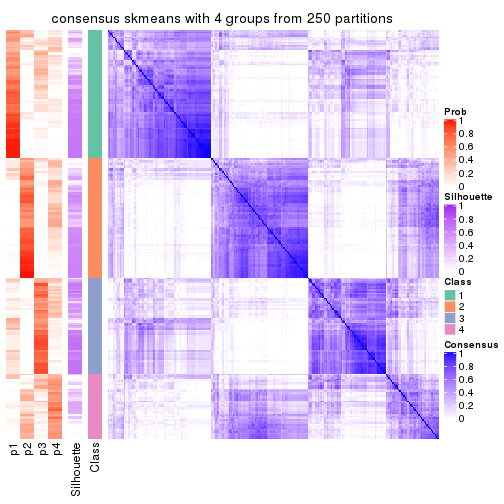 consensus skmeans with 4 groups from 250 partitions
Prob
1
0.8
0.6
0.4
0.2
0
Silhouette
1
0.8
0.6
0.4
0.2
0
Class
1
2
3
4
Consensus
1
0.8
0.6
0.4
0.2
0
p1
p2
p3
p4
Silhouette
Class